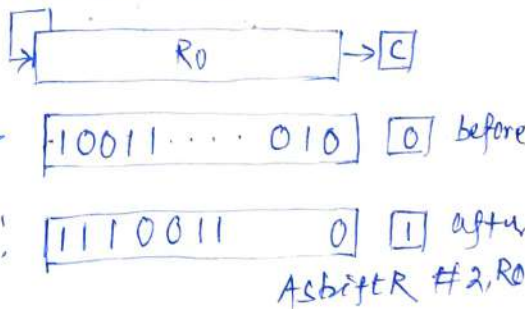 R0 C
10011 ..... 010 0 before
1110011 0 1 after
AshiftR #2, R0